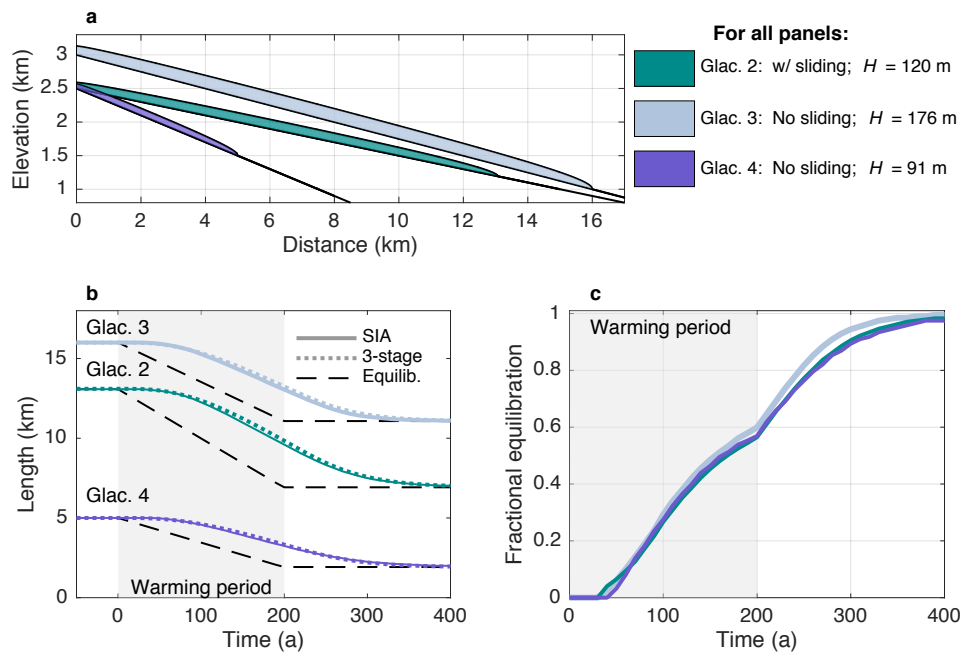 a
Elevation (km)
3
2.5
2
1.5
1
0 2 4 6 8 10 12 14 16
Distance (km)
For all panels:
Glac. 2: w/ sliding; H = 120 m
Glac. 3: No sliding; H = 176 m
Glac. 4: No sliding; H = 91 m
b
Glac. 3
Glac. 2
Glac. 4
SIA
3-stage
Equilib.
Length (km)
15
10
5
0
Warming period
0 100 200 300 400
Time (a)
c
Warming period
Fractional equilibration
1
0.8
0.6
0.4
0.2
0
0 100 200 300 400
Time (a)